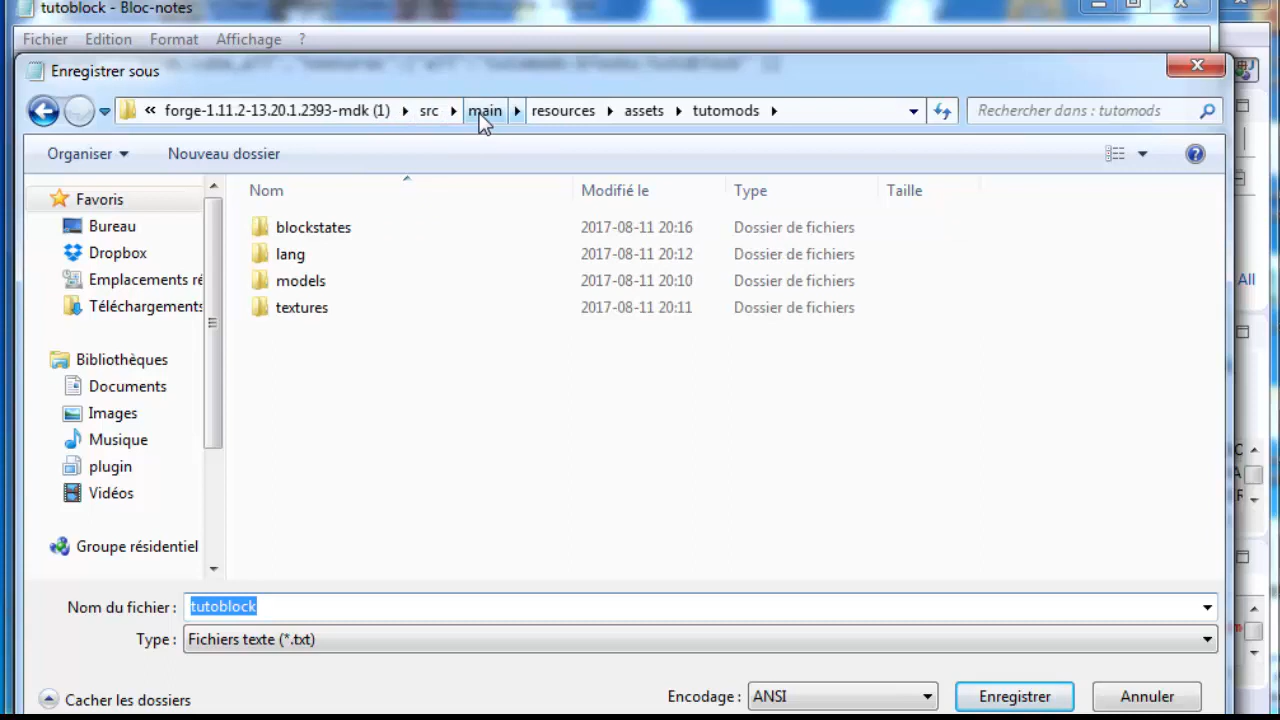 tutoblock - Bloc-notes
Fichier Edition Format Affichage ?
Enregistrer sous
« forge-1.11.2-13.20.1.2393-mdk (1) src main resources assets tutomods
Rechercher dans : tutomods
Organiser Nouveau dossier
Nom Modifié le Type Taille
Favoris
Bureau
Dropbox
Emplacements ré
Téléchargements
Bibliothèques
Documents
Images
Musique
plugin
Vidéos
Groupe résidentiel
blockstates 2017-08-11 20:16 Dossier de fichiers
lang 2017-08-11 20:12 Dossier de fichiers
models 2017-08-11 20:10 Dossier de fichiers
textures 2017-08-11 20:11 Dossier de fichiers
All
Nom du fichier : tutoblock
Type : Fichiers texte (*.txt)
Cacher les dossiers
Encodage : ANSI
Enregistrer
Annuler